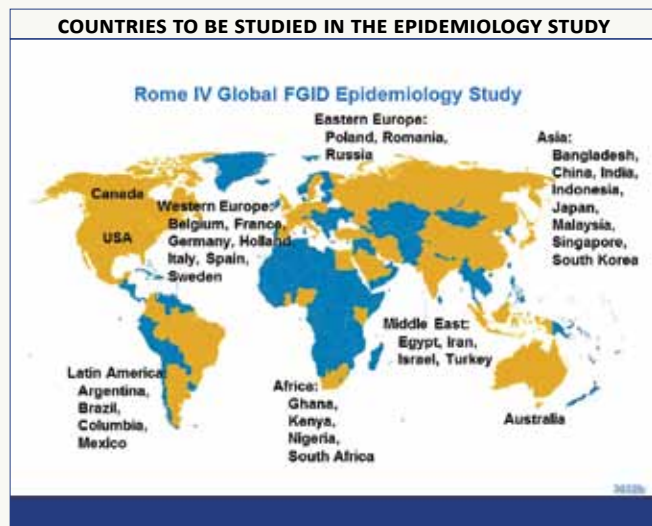 COUNTRIES TO BE STUDIED IN THE EPIDEMIOLOGY STUDY
Rome IV Global FGID Epidemiology Study
Eastern Europe:
Poland, Romania,
Russia
Asia:
Bangladesh,
China, India,
Indonesia,
Japan,
Malaysia,
Singapore,
South Korea
Canada
USA
Western Europe:
Belgium, France,
Germany, Holland
Italy, Spain,
Sweden
Middle East:
Egypt, Iran,
Israel, Turkey
Latin America:
Argentina,
Brazil,
Columbia,
Mexico
Africa:
Ghana,
Kenya,
Nigeria,
South Africa
Australia